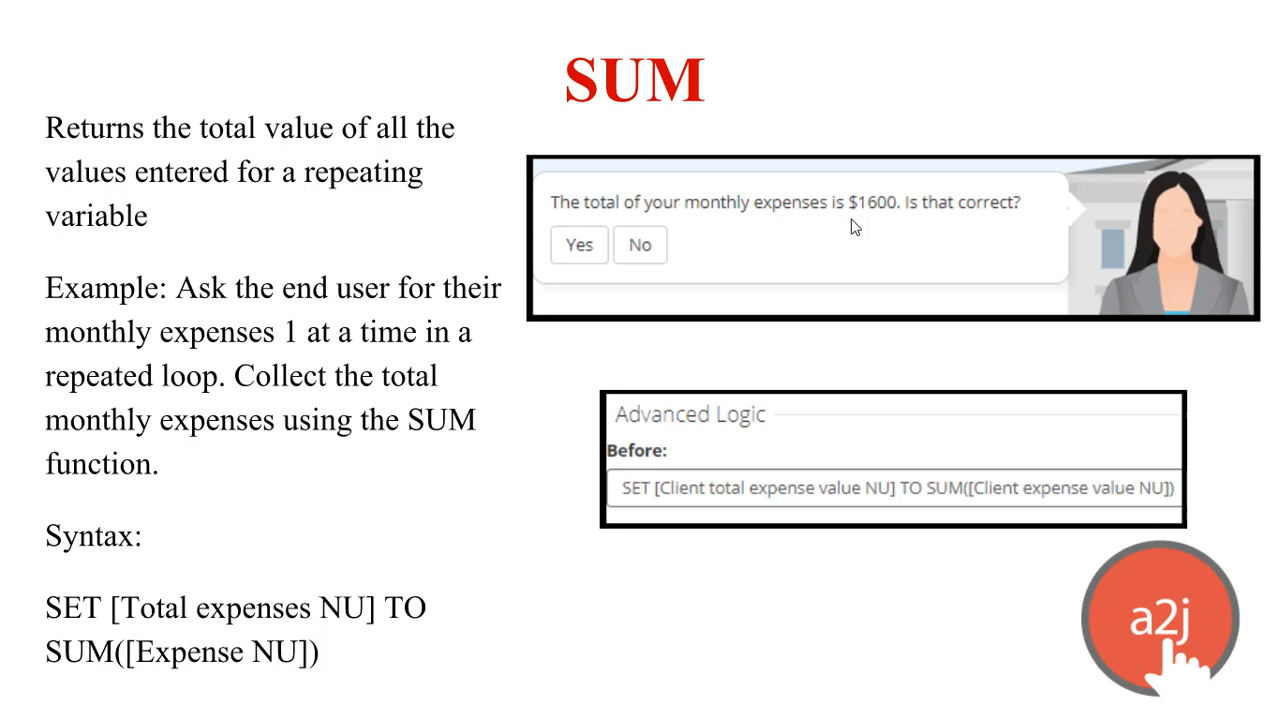 SUM
Returns the total value of all the
values entered for a repeating
variable
Example: Ask the end user for their
monthly expenses 1 at a time in a
repeated loop. Collect the total
monthly expenses using the SUM
function.
Syntax:
SET [Total expenses NU] TO
SUM([Expense NU])
The total of your monthly expenses is $1600. Is that correct?
Yes No
Advanced Logic
Before:
SET [Client total expense value NU] TO SUM([Client expense value NU])
a2j